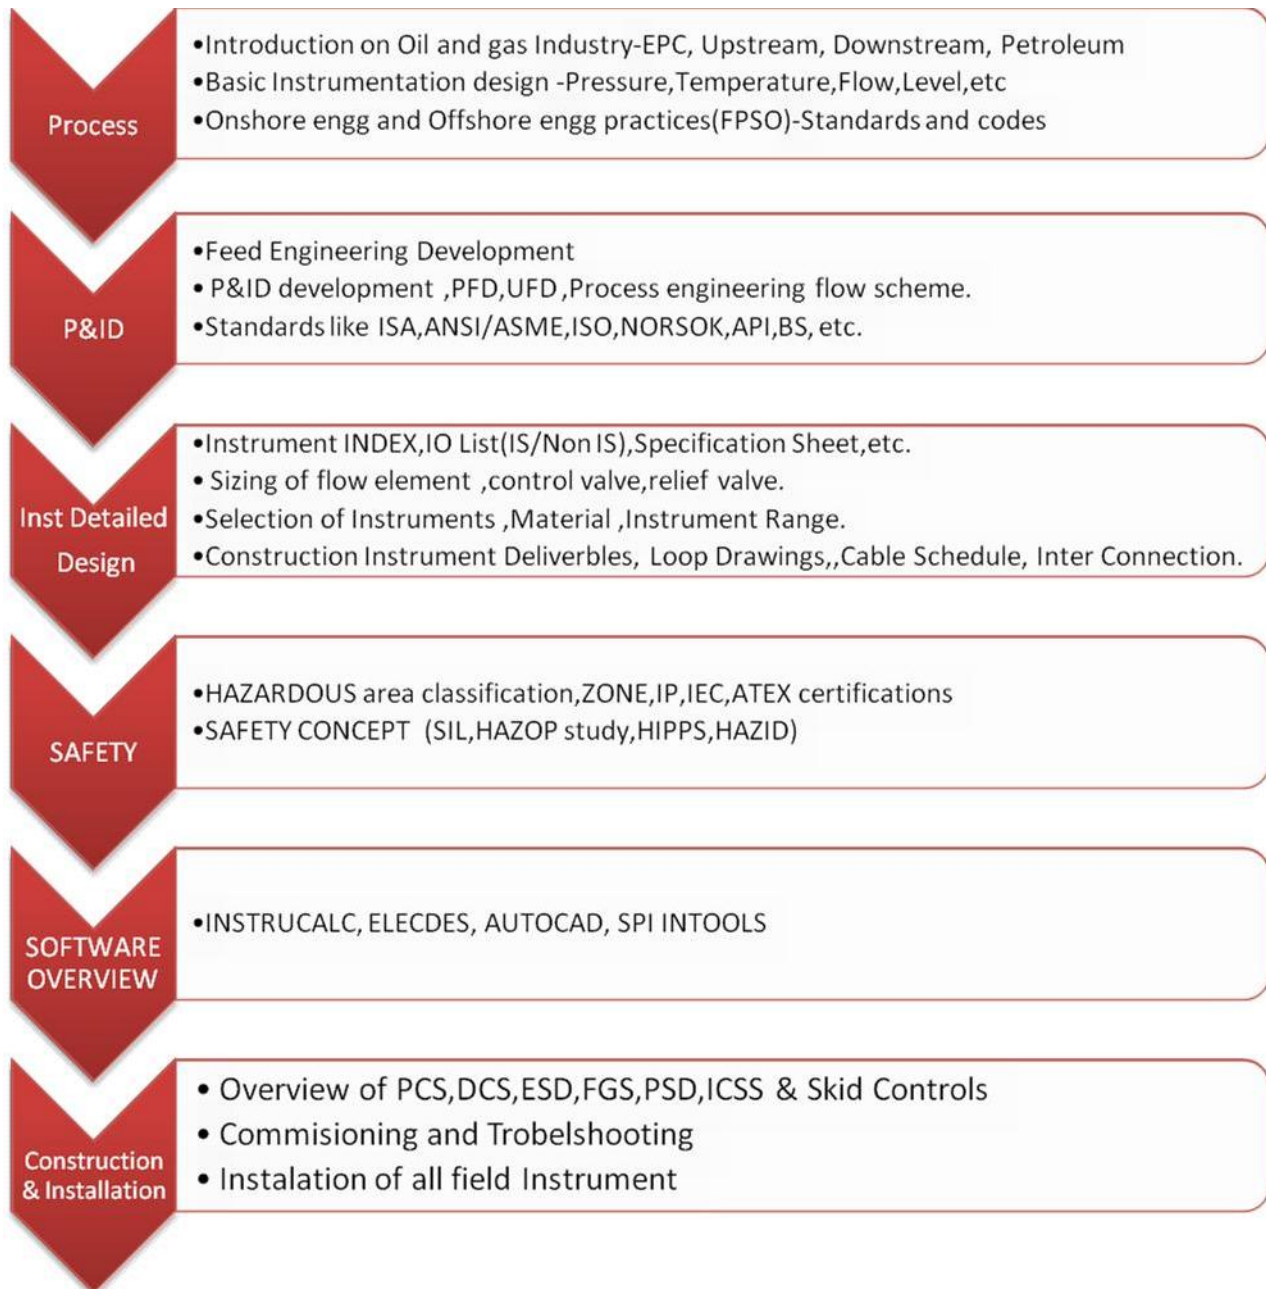 Process
•Introduction on Oil and gas Industry-EPC, Upstream, Downstream, Petroleum
•Basic Instrumentation design -Pressure,Temperature,Flow,Level,etc
•Onshore engg and Offshore engg practices(FPSO)-Standards and codes
P&ID
•Feed Engineering Development
• P&ID development ,PFD,UFD,Process engineering flow scheme.
•Standards like ISA,ANSI/ASME,ISO,NORSOK,API,BS, etc.
Inst Detailed
Design
•Instrument INDEX,IO List(IS/Non IS),Specification Sheet,etc.
• Sizing of flow element ,control valve,relief valve.
•Selection of Instruments ,Material ,Instrument Range.
•Construction Instrument Deliverbles, Loop Drawings,,Cable Schedule, Inter Connection.
SAFETY
•HAZARDOUS area classification,ZONE,IP,IEC,ATEX certifications
•SAFETY CONCEPT (SIL,HAZOP study,HIPPS,HAZID)
SOFTWARE
OVERVIEW
•INSTRUCALC, ELECDES, AUTOCAD, SPI INTOOLS
Construction
& Installation
• Overview of PCS,DCS,ESD,FGS,PSD,ICSS & Skid Controls
• Commisioning and Trobelshooting
• Instalation of all field Instrument